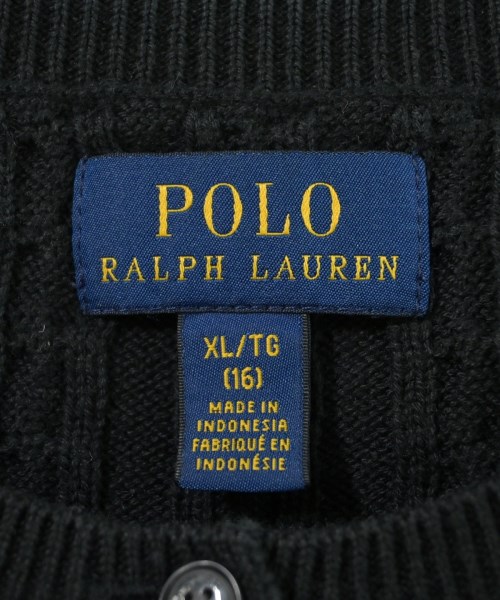 POLO
RALPH LAUREN
XL/TG
(16)
MADE IN
INDONESIA
FABRIQUÉ EN
INDONÉSIE